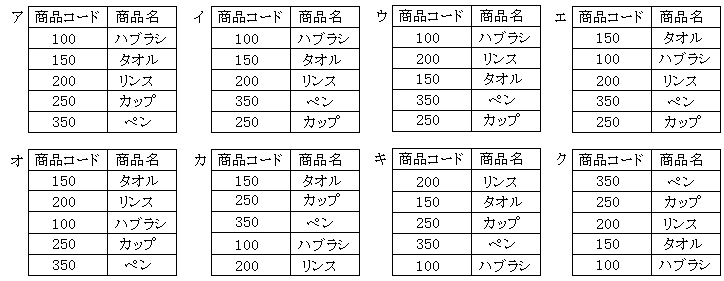 ア 商品コード 商品名
100 ハブラシ
150 タオル
200 リンス
250 カップ
350 ペン
イ 商品コード 商品名
100 ハブラシ
150 タオル
200 リンス
350 ペン
250 カップ
ウ 商品コード 商品名
100 ハブラシ
200 リンス
150 タオル
350 ペン
250 カップ
エ 商品コード 商品名
150 タオル
100 ハブラシ
200 リンス
350 ペン
250 カップ
オ 商品コード 商品名
150 タオル
200 リンス
100 ハブラシ
250 カップ
350 ペン
カ 商品コード 商品名
150 タオル
250 カップ
350 ペン
100 ハブラシ
200 リンス
キ 商品コード 商品名
200 リンス
150 タオル
250 カップ
350 ペン
100 ハブラシ
ク 商品コード 商品名
350 ペン
250 カップ
200 リンス
150 タオル
100 ハブラシ